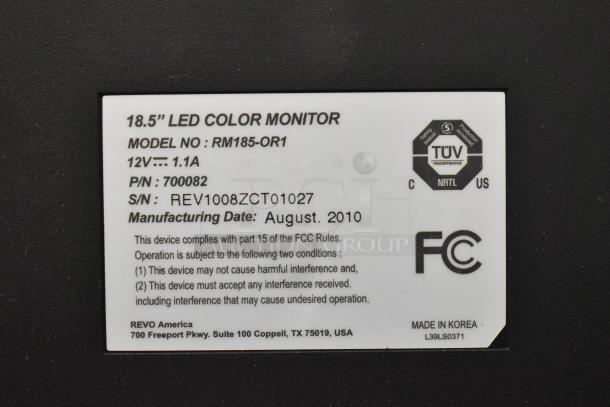 18.5” LED COLOR MONITOR
MODEL NO : RM185-OR1
12V⎓ 1.1A
P/N : 700082
S/N : REV1008ZCT01027
Manufacturing Date: August. 2010
This device complies with part 15 of the FCC Rules.
Operation is subject to the following two conditions :
(1) This device may not cause harmful interference and,
(2) This device must accept any interference received.
including interference that may cause undesired operation.
REVO America
700 Freeport Pkwy. Suite 100 Coppell, TX 75019, USA
S
TÜV
C NRTL US
FC
MADE IN KOREA
L39LS0371
AUCTION GROUP